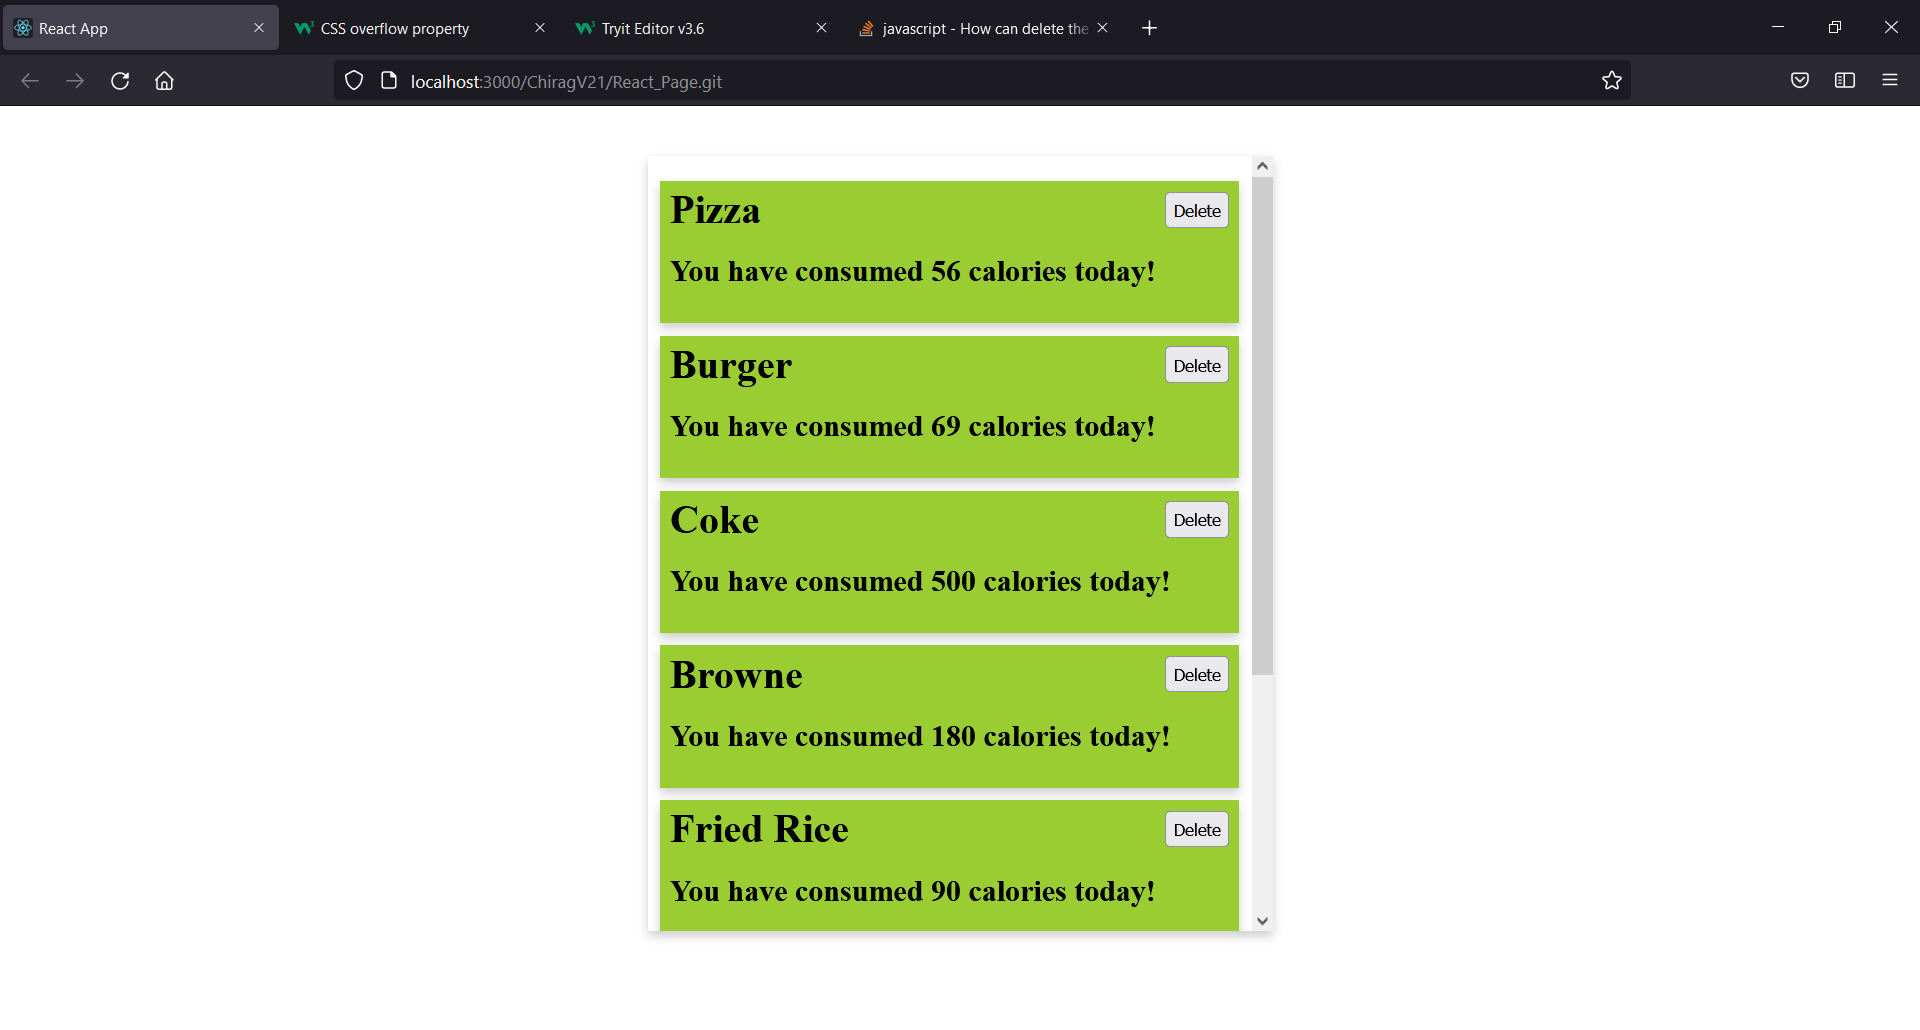 React App
CSS overflow property
Tryit Editor v3.6
javascript - How can delete the
localhost:3000/ChiragV21/React_Page.git
Pizza
Delete
You have consumed 56 calories today!
Burger
Delete
You have consumed 69 calories today!
Coke
Delete
You have consumed 500 calories today!
Browne
Delete
You have consumed 180 calories today!
Fried Rice
Delete
You have consumed 90 calories today!